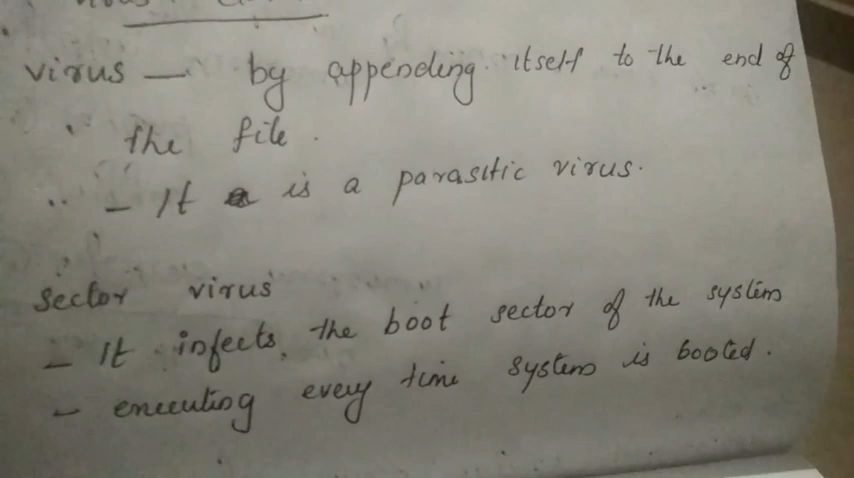 virus — by appending itself to the end of
the file.
- It is a parasitic virus.
sector virus
- It infects the boot sector of the system
- executing every time system is booted.